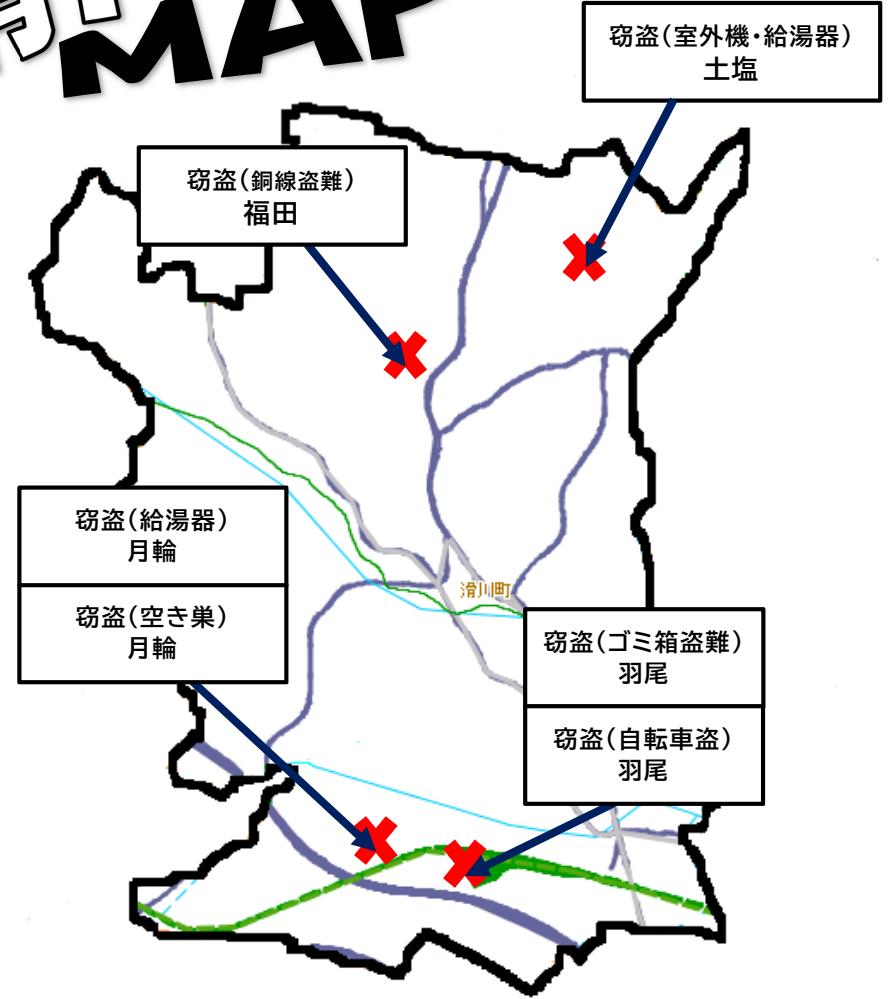 MAP
窃盗（室外機・給湯器）
土塩
窃盗（銅線盗難）
福田
窃盗（給湯器）
月輪
窃盗（空き巣）
月輪
滑川町
窃盗（ゴミ箱盗難）
羽尾
窃盗（自転車盗）
羽尾